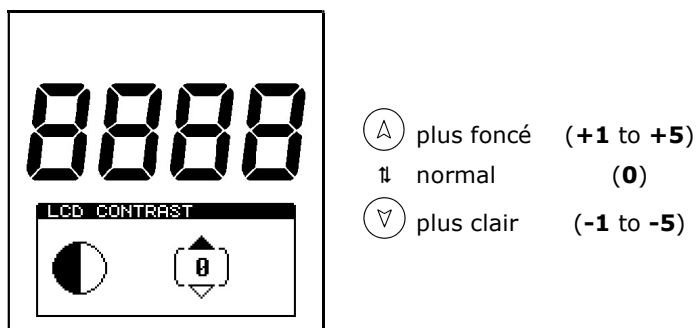 8888
LCD CONTRAST
0
plus foncé (+1 to +5)
normal (0)
plus clair (-1 to -5)